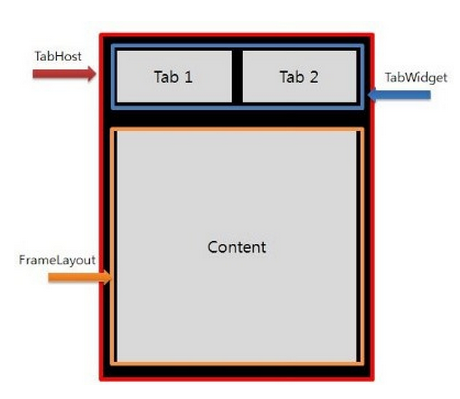 TabHost
Tab 1
Tab 2
TabWidget
Content
FrameLayout